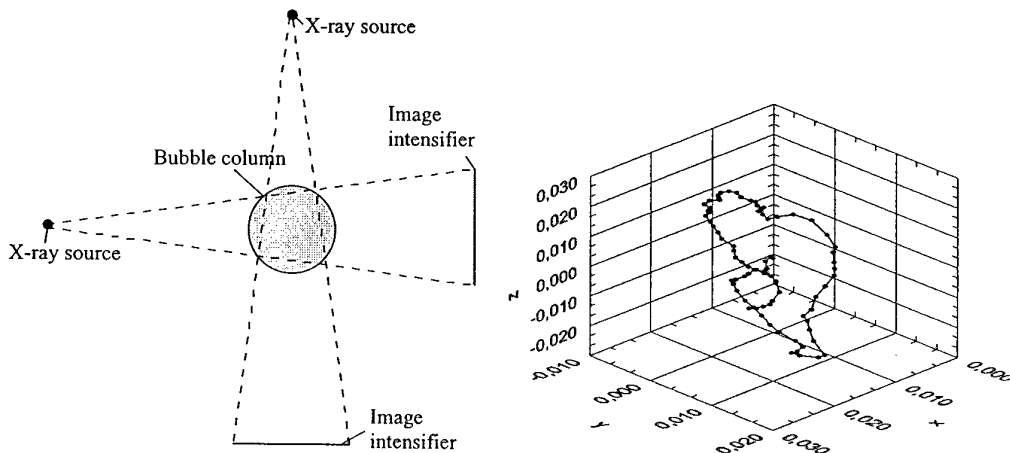 X-ray source
Image
intensifier
Bubble column
X-ray source
Image
intensifier
0,030
0,020
0,010
0,000
-0,010
-0,020
z
-0,010
0,000
0,010
0,020
Y
0,030
0,020
0,010
0,000
x